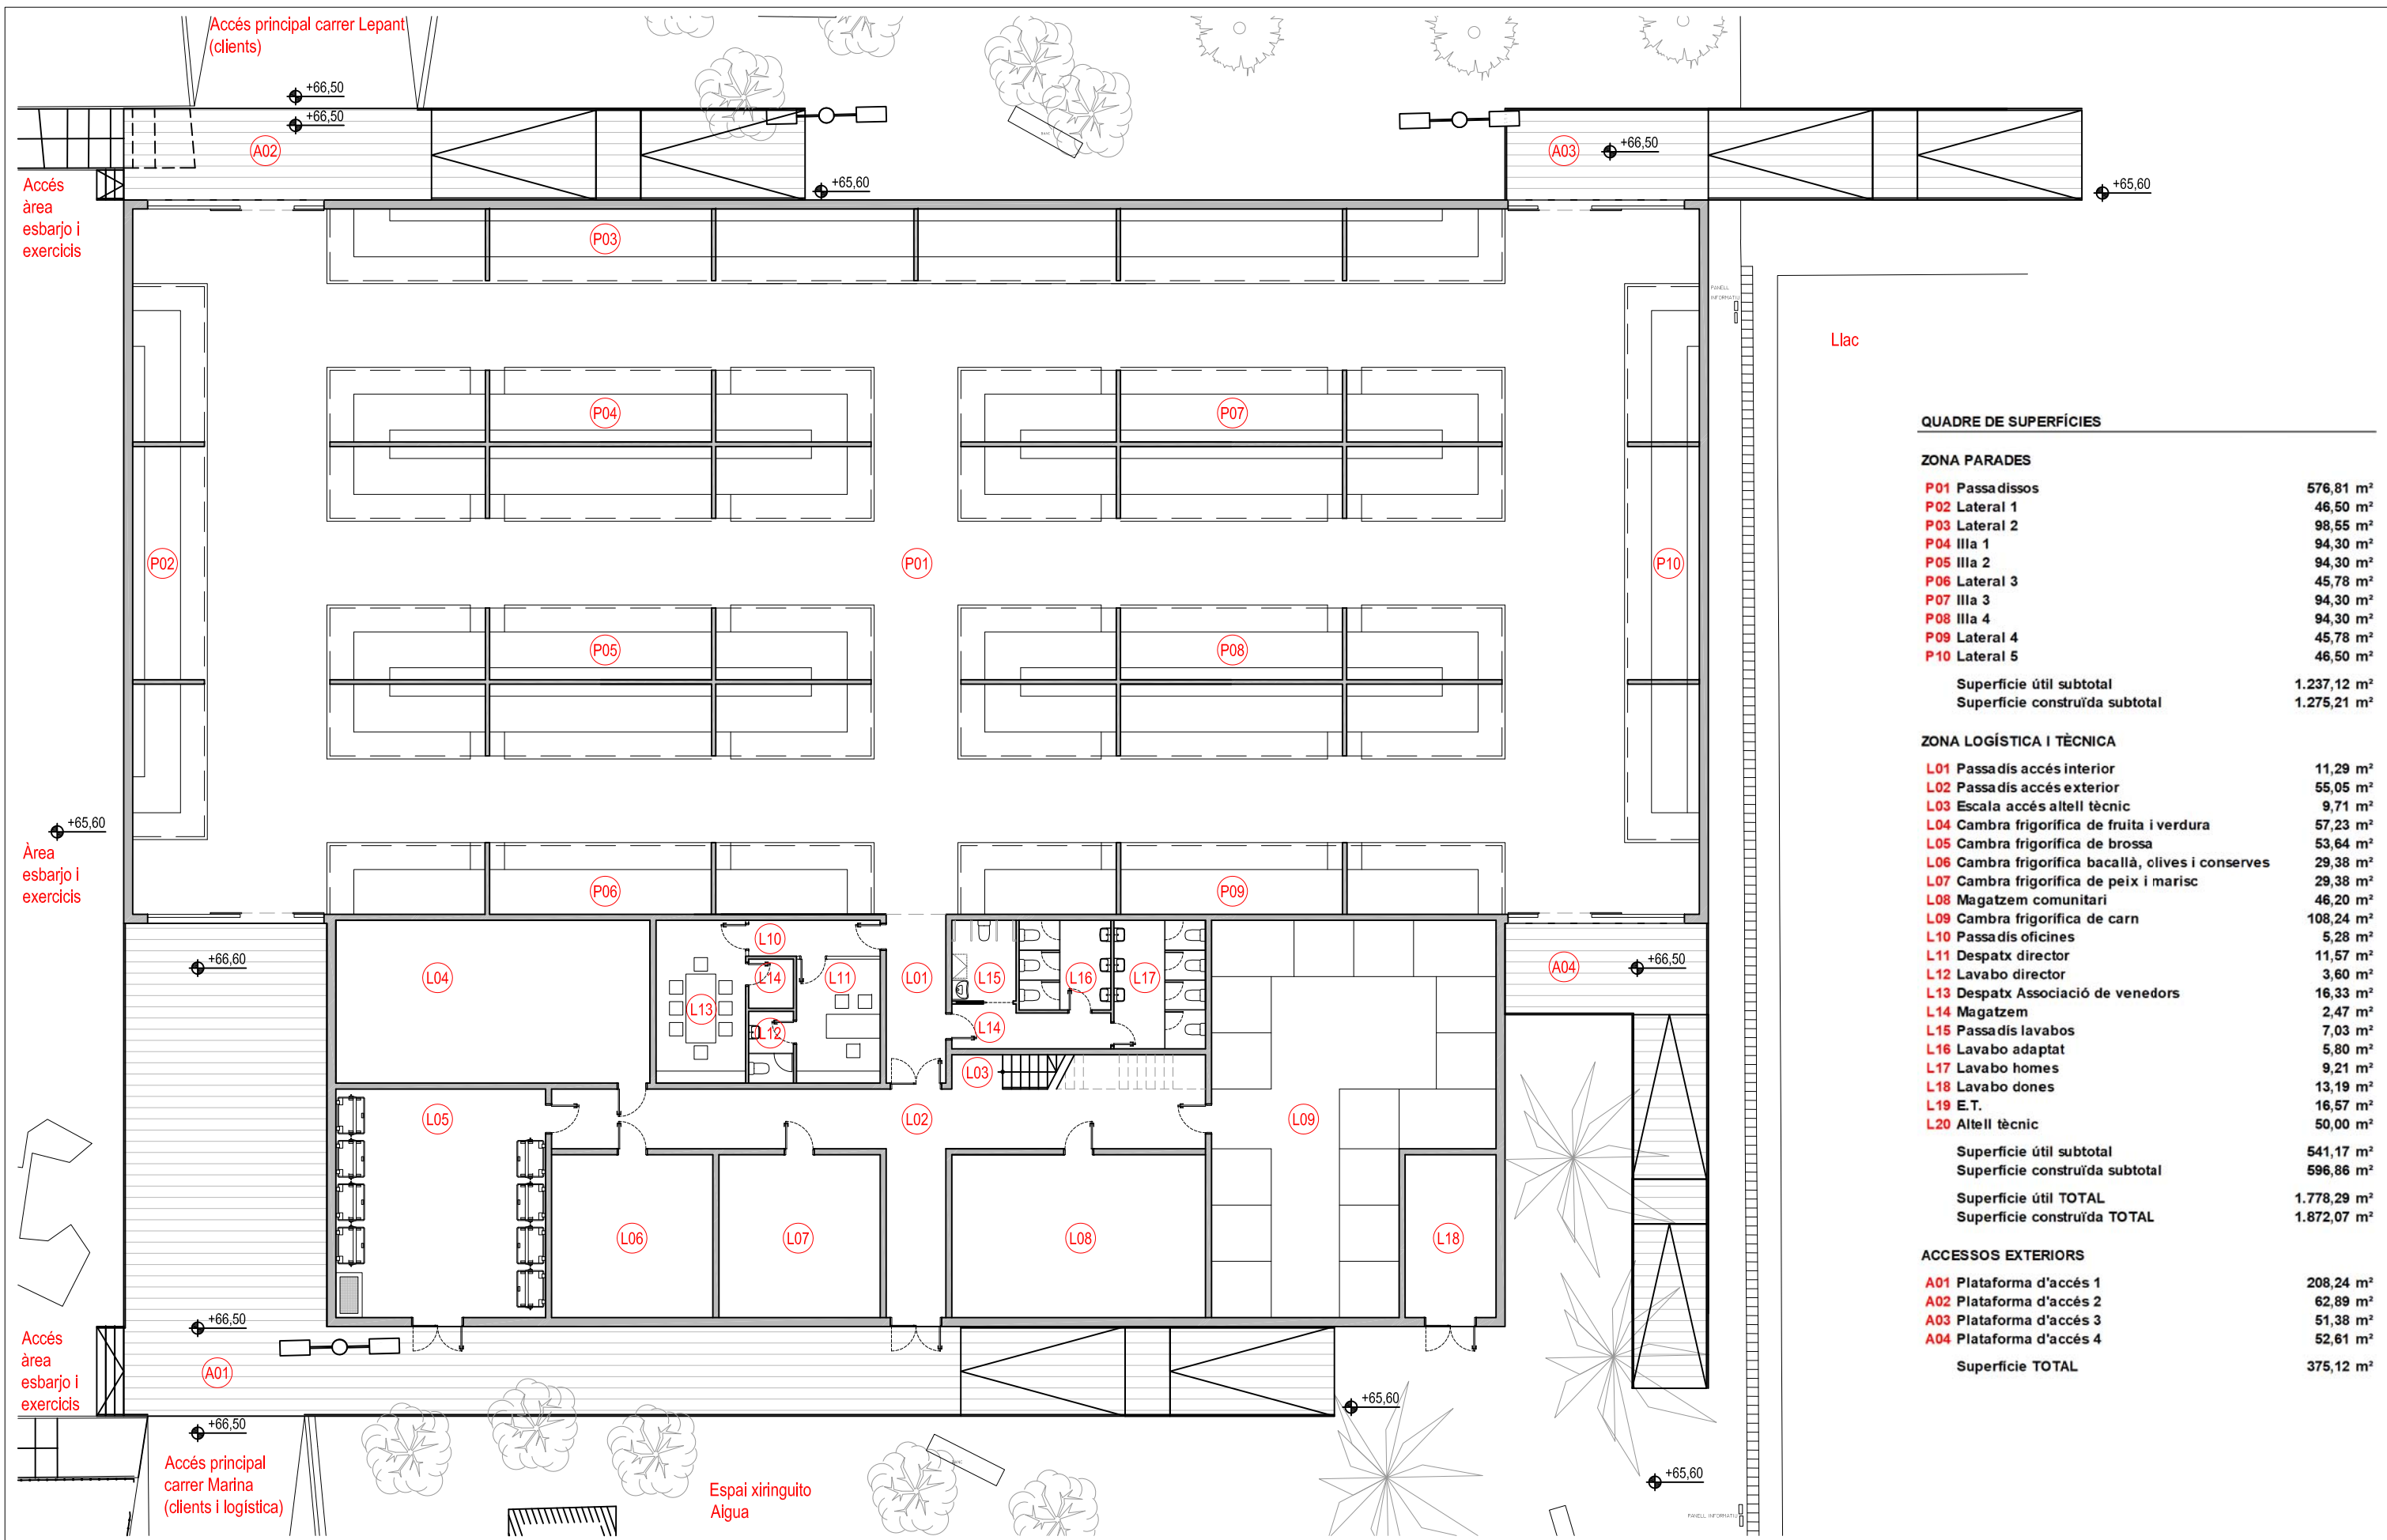 Accés principal carrer Lepant
(clients)
+66,50
+66,50
A02
+65,60
A03
+66,50
+65,60
Accés
àrea
esbarjo i
exercicis
P03
PANELL
INFORMATIU
Llac
P04
P07
P02
P01
P10
P05
P08
+65,60
Àrea
esbarjo i
exercicis
P06
P09
+66,60
L04
L10
L14
L11
L13
L12
L01
L15
L16
L17
L14
L03
A04
+66,50
L05
L02
L09
L06
L07
L08
L18
+66,50
Accés
àrea
esbarjo i
exercicis
A01
+66,50
+65,60
+65,60
Accés principal
carrer Marina
(clients i logística)
Espai xiringuito
Aigua
PANELL INFORMATIU
QUADRE DE SUPERFÍCIES
ZONA PARADES
P01 Passadissos 576,81 m²
P02 Lateral 1 46,50 m²
P03 Lateral 2 98,55 m²
P04 Illa 1 94,30 m²
P05 Illa 2 94,30 m²
P06 Lateral 3 45,78 m²
P07 Illa 3 94,30 m²
P08 Illa 4 94,30 m²
P09 Lateral 4 45,78 m²
P10 Lateral 5 46,50 m²
Superfície útil subtotal 1.237,12 m²
Superfície construïda subtotal 1.275,21 m²
ZONA LOGÍSTICA I TÈCNICA
L01 Passadís accés interior 11,29 m²
L02 Passadís accés exterior 55,05 m²
L03 Escala accés altell tècnic 9,71 m²
L04 Cambra frigorífica de fruita i verdura 57,23 m²
L05 Cambra frigorífica de brossa 53,64 m²
L06 Cambra frigorífica bacallà, olives i conserves 29,38 m²
L07 Cambra frigorífica de peix i marisc 29,38 m²
L08 Magatzem comunitari 46,20 m²
L09 Cambra frigorífica de carn 108,24 m²
L10 Passadís oficines 5,28 m²
L11 Despatx director 11,57 m²
L12 Lavabo director 3,60 m²
L13 Despatx Associació de venedors 16,33 m²
L14 Magatzem 2,47 m²
L15 Passadís lavabos 7,03 m²
L16 Lavabo adaptat 5,80 m²
L17 Lavabo homes 9,21 m²
L18 Lavabo dones 13,19 m²
L19 E.T. 16,57 m²
L20 Altell tècnic 50,00 m²
Superfície útil subtotal 541,17 m²
Superfície construïda subtotal 596,86 m²
Superfície útil TOTAL 1.778,29 m²
Superfície construïda TOTAL 1.872,07 m²
ACCESSOS EXTERIORS
A01 Plataforma d'accés 1 208,24 m²
A02 Plataforma d'accés 2 62,89 m²
A03 Plataforma d'accés 3 51,38 m²
A04 Plataforma d'accés 4 52,61 m²
Superfície TOTAL 375,12 m²